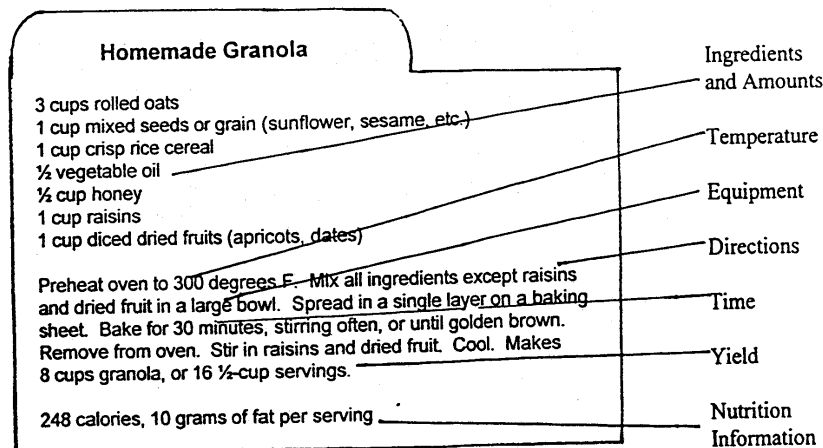 Homemade Granola
3 cups rolled oats
1 cup mixed seeds or grain (sunflower, sesame, etc.)
1 cup crisp rice cereal
½ vegetable oil
½ cup honey
1 cup raisins
1 cup diced dried fruits (apricots, dates)
Preheat oven to 300 degrees F. Mix all ingredients except raisins
and dried fruit in a large bowl. Spread in a single layer on a baking
sheet. Bake for 30 minutes, stirring often, or until golden brown.
Remove from oven. Stir in raisins and dried fruit. Cool. Makes
8 cups granola, or 16 ½-cup servings.
248 calories, 10 grams of fat per serving
Ingredients
and Amounts
Temperature
Equipment
Directions
Time
Yield
Nutrition
Information